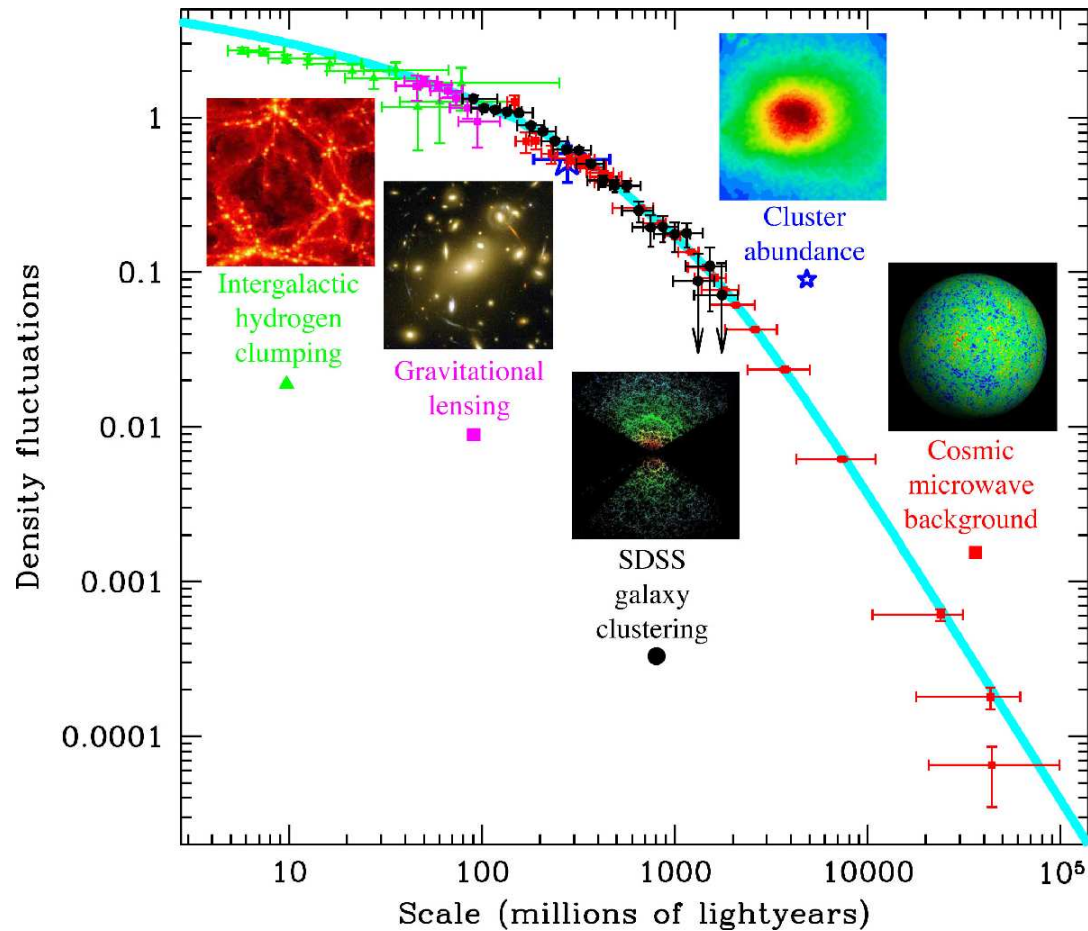 1
0.1
0.01
0.001
0.0001
Density fluctuations
Intergalactic
hydrogen
clumping
Gravitational
lensing
SDSS
galaxy
clustering
Cluster
abundance
Cosmic
microwave
background
10
100
1000
10000
10⁵
Scale (millions of lightyears)